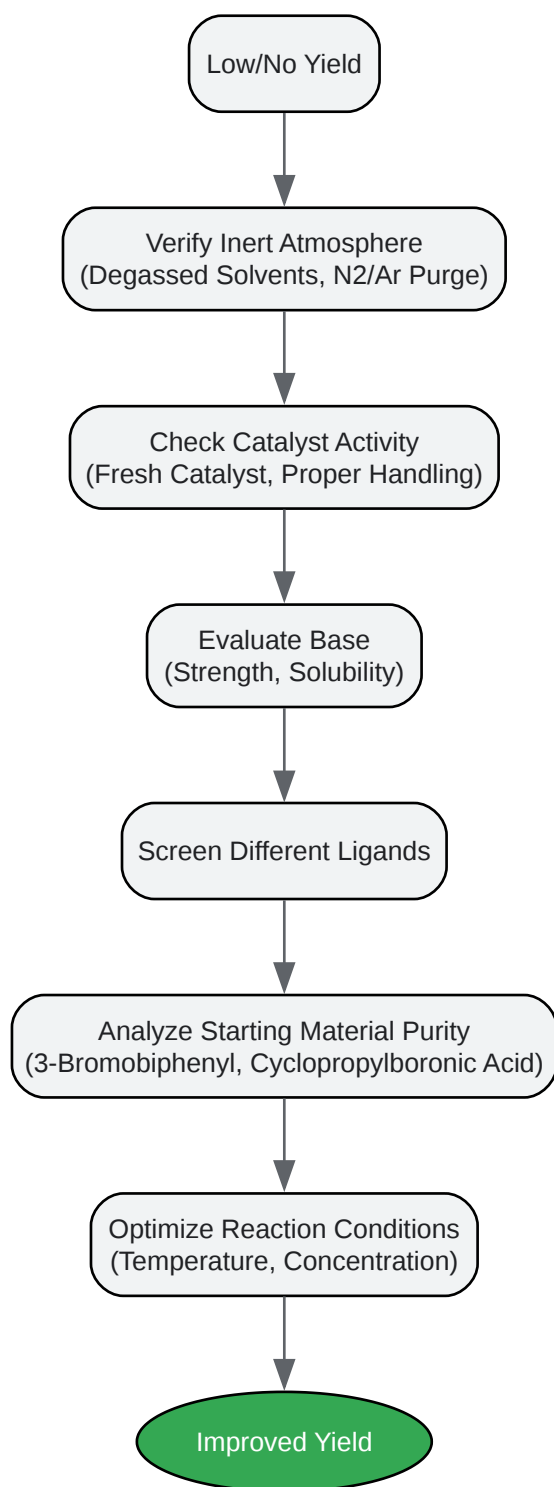 Low/No Yield
Verify Inert Atmosphere
(Degassed Solvents, N2/Ar Purge)
Check Catalyst Activity
(Fresh Catalyst, Proper Handling)
Evaluate Base
(Strength, Solubility)
Screen Different Ligands
Analyze Starting Material Purity
(3-Bromobiphenyl, Cyclopropylboronic Acid)
Optimize Reaction Conditions
(Temperature, Concentration)
Improved Yield